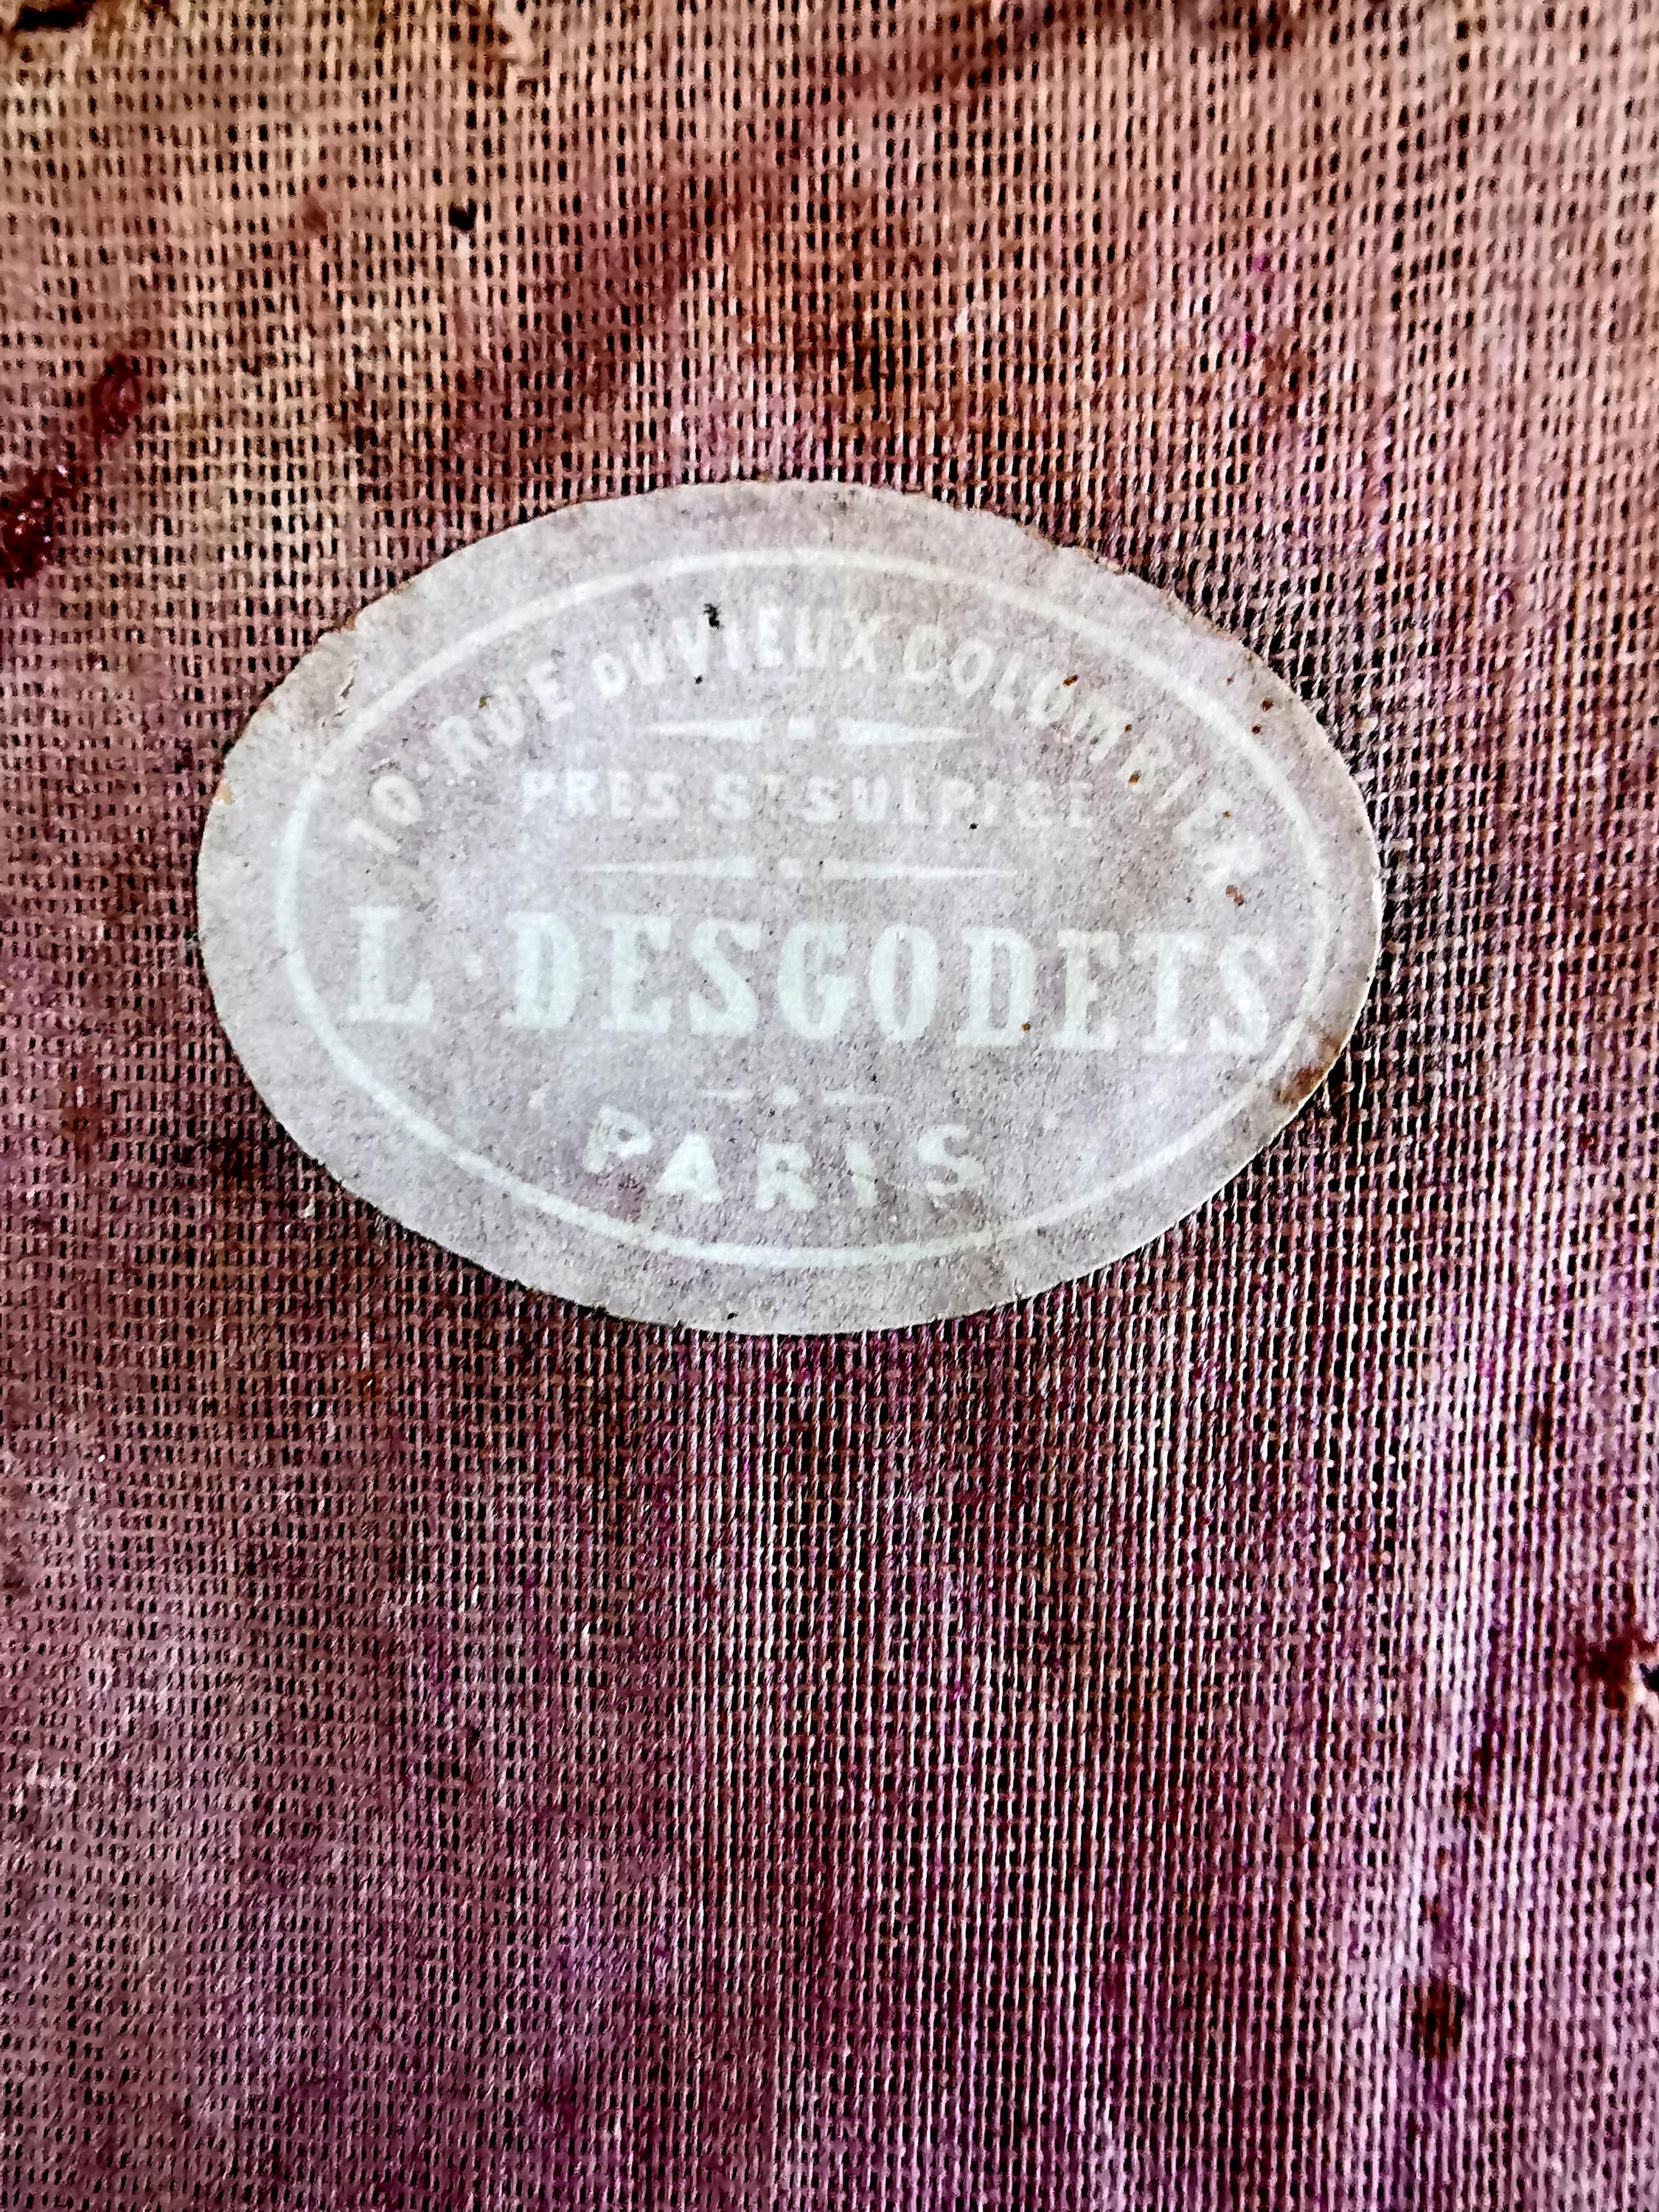 10. RUE DU VIEUX COLOMBIER
PRES ST SULPICE
L. DESGODETS
PARIS